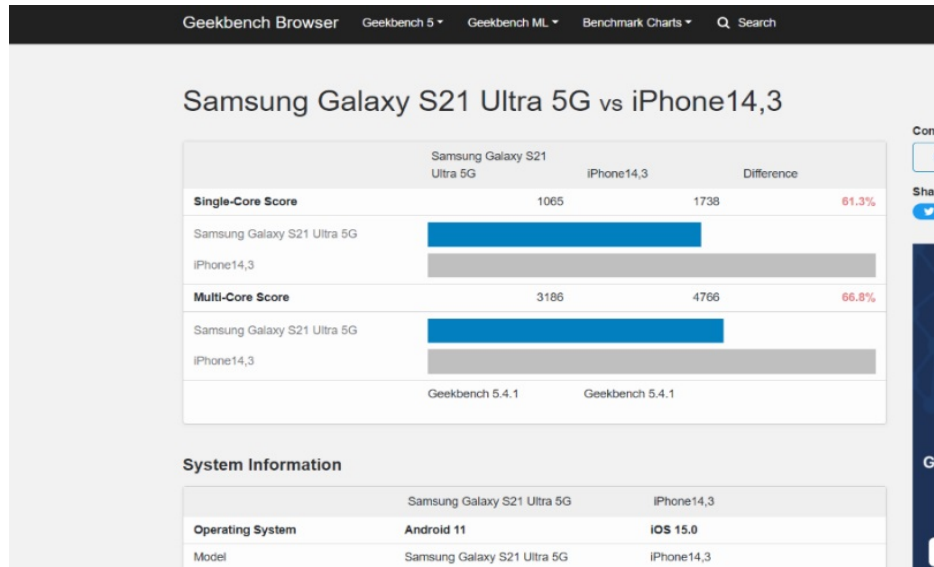 Geekbench Browser Geekbench 5 Geekbench ML Benchmark Charts Search
Samsung Galaxy S21 Ultra 5G vs iPhone14,3
Samsung Galaxy S21
Ultra 5G iPhone14,3 Difference
Single-Core Score 1065 1738 61.3%
Samsung Galaxy S21 Ultra 5G
iPhone14,3
Multi-Core Score 3186 4766 66.8%
Samsung Galaxy S21 Ultra 5G
iPhone14,3
Geekbench 5.4.1 Geekbench 5.4.1
System Information
Samsung Galaxy S21 Ultra 5G iPhone14,3
Operating System Android 11 iOS 15.0
Model Samsung Galaxy S21 Ultra 5G iPhone14,3
Con
Sha
G